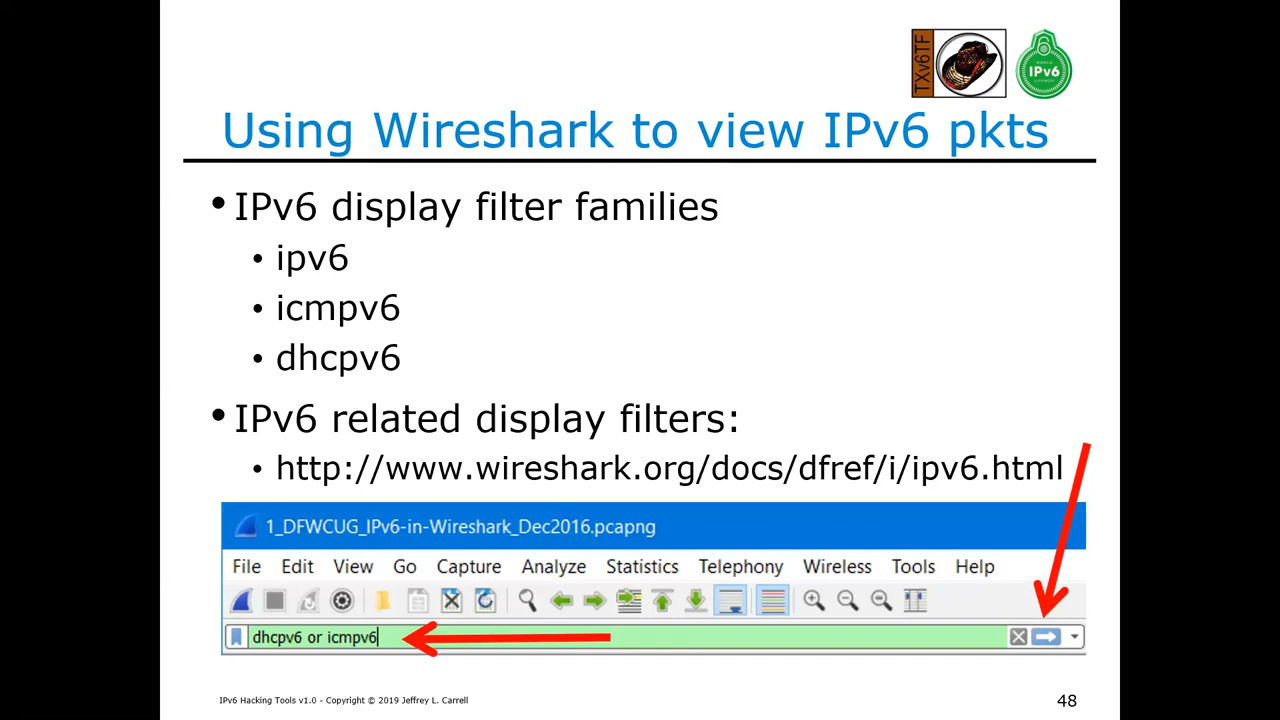 TXv6TF
WORLD
IPv6
Using Wireshark to view IPv6 pkts
• IPv6 display filter families
• ipv6
• icmpv6
• dhcpv6
• IPv6 related display filters:
• http://www.wireshark.org/docs/dfref/i/ipv6.html
1_DFWCUG_IPv6-in-Wireshark_Dec2016.pcapng
File Edit View Go Capture Analyze Statistics Telephony Wireless Tools Help
dhcpv6 or icmpv6
IPv6 Hacking Tools v1.0 - Copyright © 2019 Jeffrey L. Carrell
48